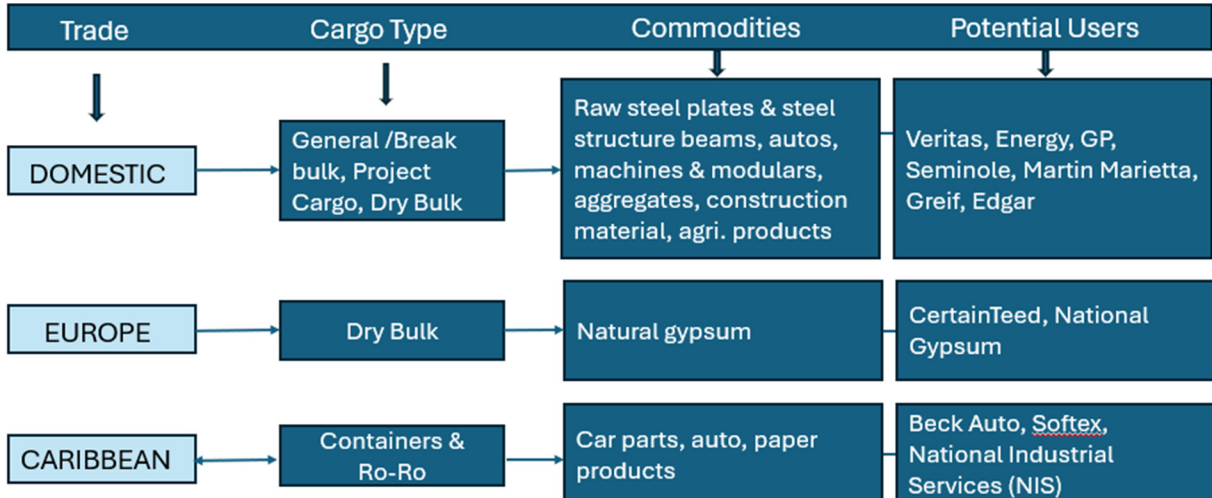 Trade
Cargo Type
Commodities
Potential Users
DOMESTIC
General /Break
bulk, Project
Cargo, Dry Bulk
Raw steel plates & steel
structure beams, autos,
machines & modulars,
aggregates, construction
material, agri. products
Veritas, Energy, GP,
Seminole, Martin Marietta,
Greif, Edgar
EUROPE
Dry Bulk
Natural gypsum
CertainTeed, National
Gypsum
CARIBBEAN
Containers &
Ro-Ro
Car parts, auto, paper
products
Beck Auto, Softex,
National Industrial
Services (NIS)